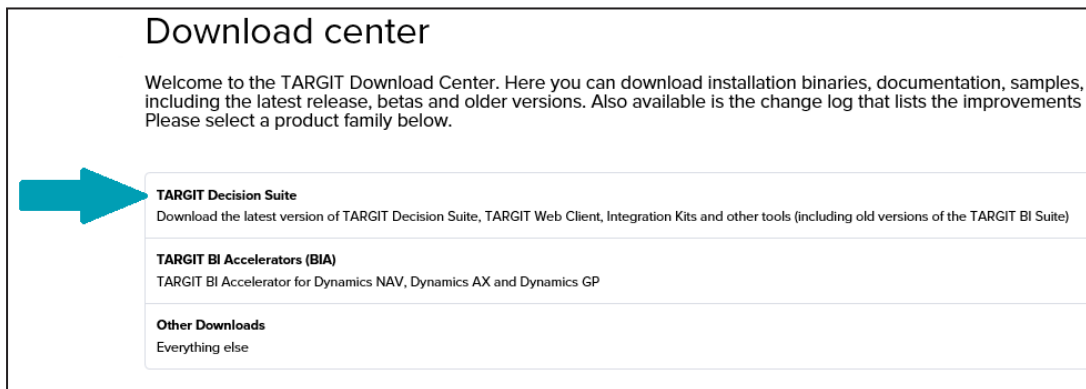 Download center
Welcome to the TARGIT Download Center. Here you can download installation binaries, documentation, samples,
including the latest release, betas and older versions. Also available is the change log that lists the improvements
Please select a product family below.
TARGIT Decision Suite
Download the latest version of TARGIT Decision Suite, TARGIT Web Client, Integration Kits and other tools (including old versions of the TARGIT BI Suite)
TARGIT BI Accelerators (BIA)
TARGIT BI Accelerator for Dynamics NAV, Dynamics AX and Dynamics GP
Other Downloads
Everything else